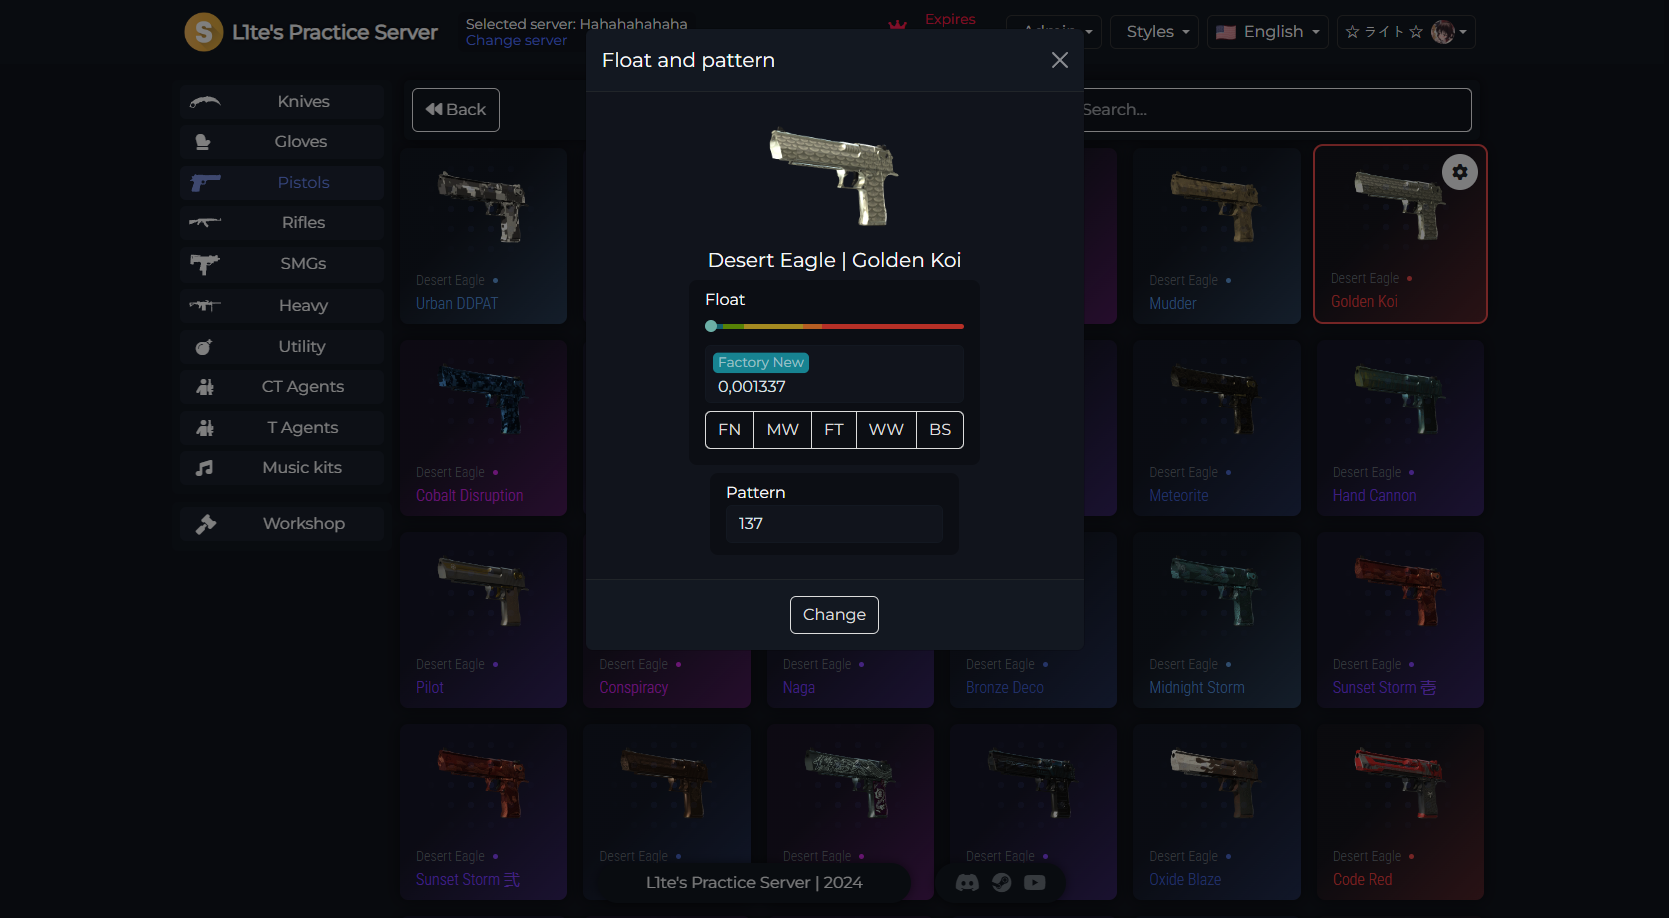 S L1te's Practice Server
Selected server: Hahahahahaha
Change server
Expires
Admin
Styles
English
☆ ライト ☆
Knives
Gloves
Pistols
Rifles
SMGs
Heavy
Utility
CT Agents
T Agents
Music kits
Workshop
Back
Search...
Float and pattern
Desert Eagle | Golden Koi
Float
Factory New
0,001337
FN MW FT WW BS
Pattern
137
Change
Desert Eagle
Urban DDPAT
Desert Eagle
Mudder
Desert Eagle
Golden Koi
Desert Eagle
Cobalt Disruption
Desert Eagle
Meteorite
Desert Eagle
Hand Cannon
Desert Eagle
Pilot
Desert Eagle
Conspiracy
Desert Eagle
Naga
Desert Eagle
Bronze Deco
Desert Eagle
Midnight Storm
Desert Eagle
Sunset Storm 壱
Desert Eagle
Sunset Storm 弐
Desert Eagle
Desert Eagle
Desert Eagle
Desert Eagle
Oxide Blaze
Desert Eagle
Code Red
L1te's Practice Server | 2024